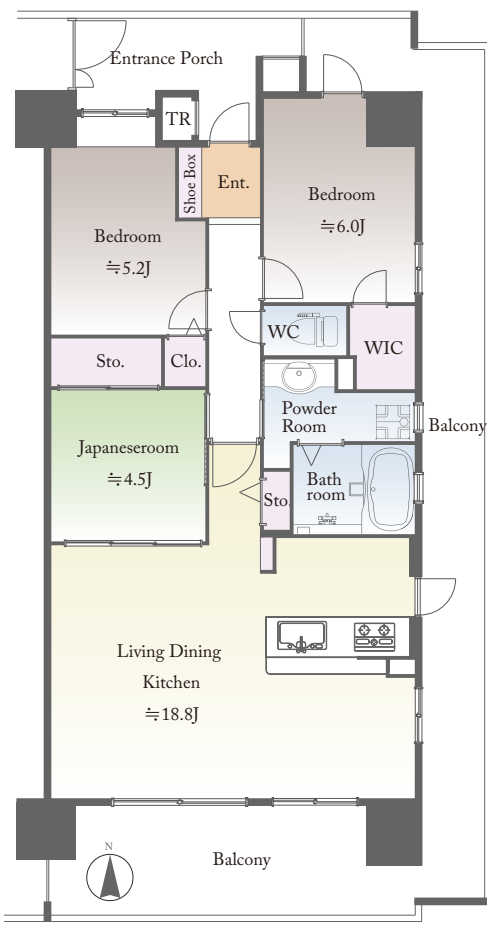 Entrance Porch
TR
Shoe Box
Ent.
Bedroom
≒6.0J
Bedroom
≒5.2J
WC
WIC
Sto.
Clo.
Powder
Room
Balcony
Japaneseroom
≒4.5J
Bath
room
Sto.
Living Dining
Kitchen
≒18.8J
N
Balcony